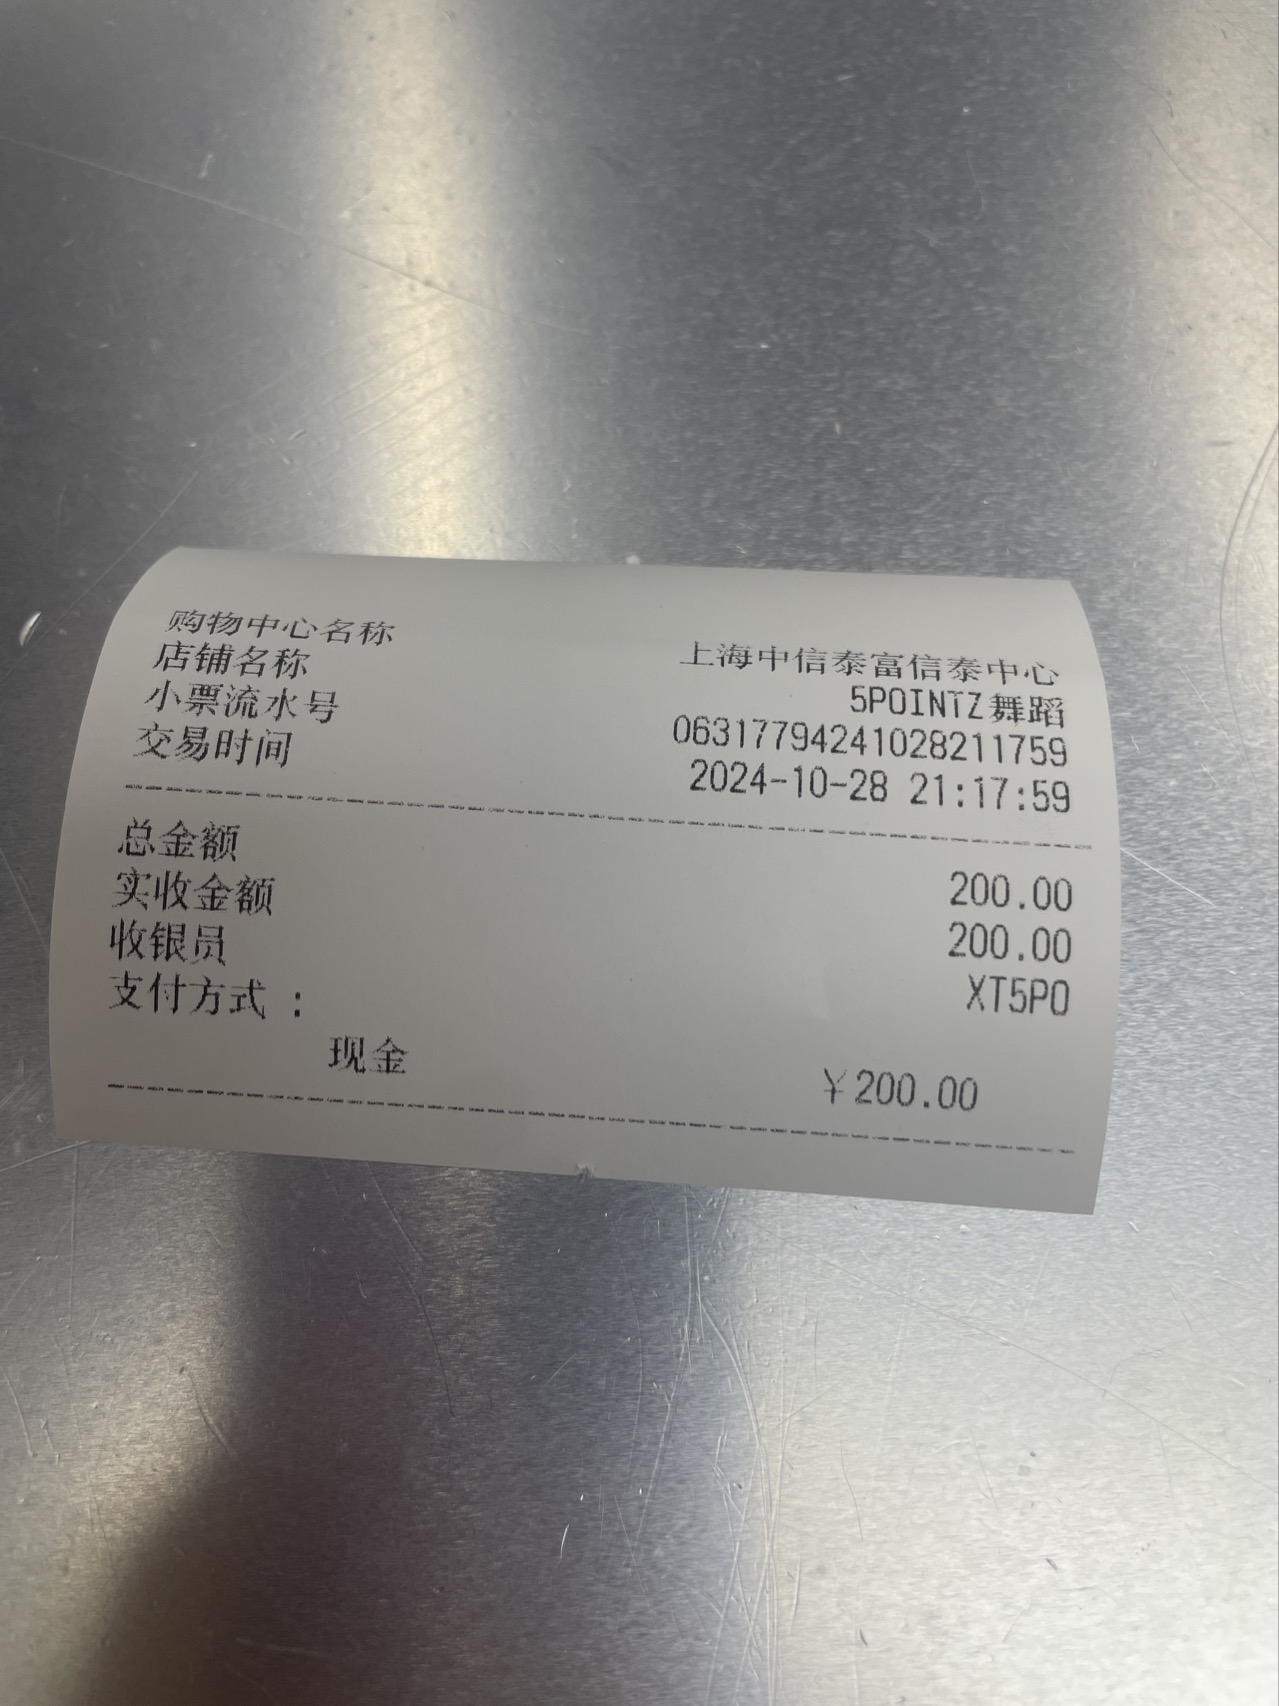 购物中心名称 上海中信泰富信泰中心
店铺名称 5POINTZ舞蹈
小票流水号 06317794241028211759
交易时间 2024-10-28 21:17:59
总金额 200.00
实收金额 200.00
收银员 XT5PO
支付方式 :
现金 ¥200.00